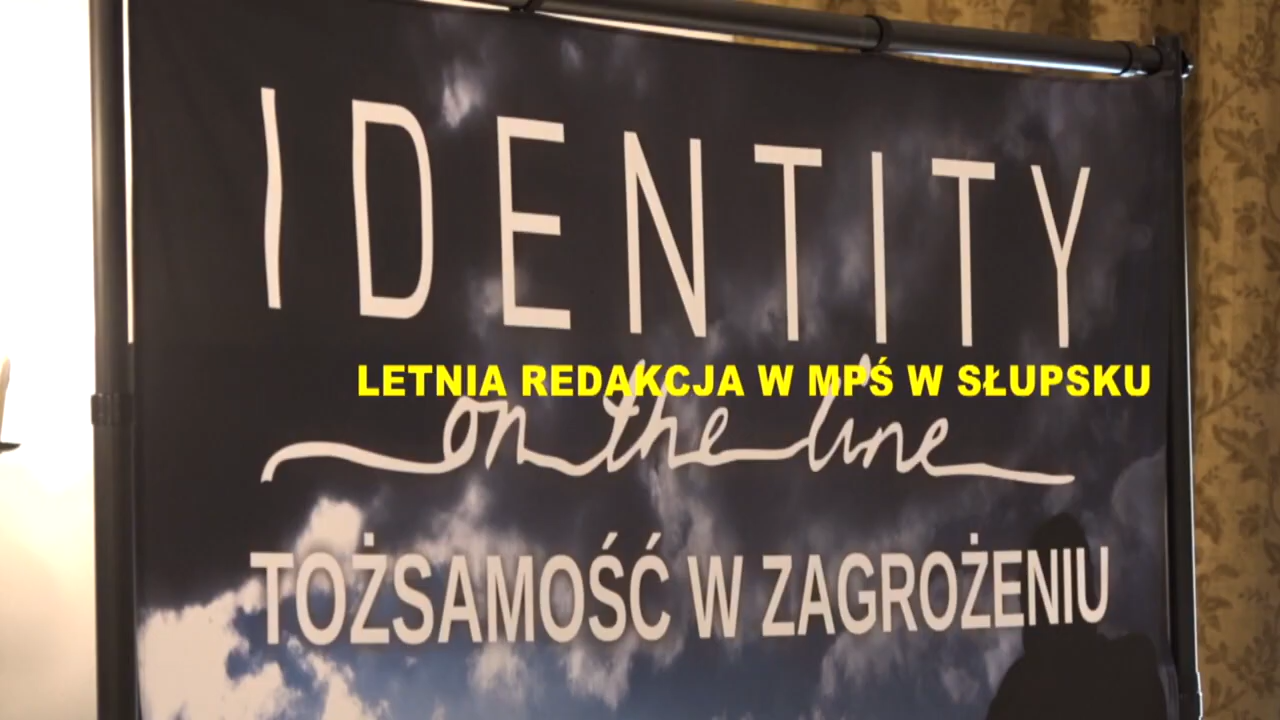 IDENTITY
LETNIA REDAKCJA W MPŚ W SŁUPSKU
on the line
TOŻSAMOŚĆ W ZAGROŻENIU